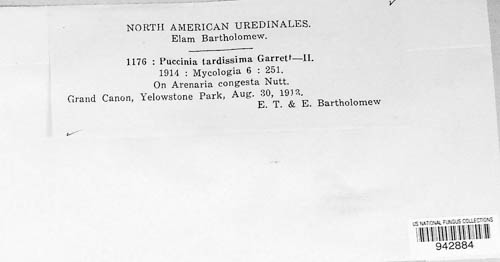 NORTH AMERICAN UREDINALES.
Elam Bartholomew.
1176 : Puccinia tardissima Garrett—II.
1914 : Mycologia 6 : 251.
On Arenaria congesta Nutt.
Grand Canon, Yelowstone Park, Aug. 30, 1913.
E. T. & E. Bartholomew
US NATIONAL FUNGUS COLLECTIONS
942884